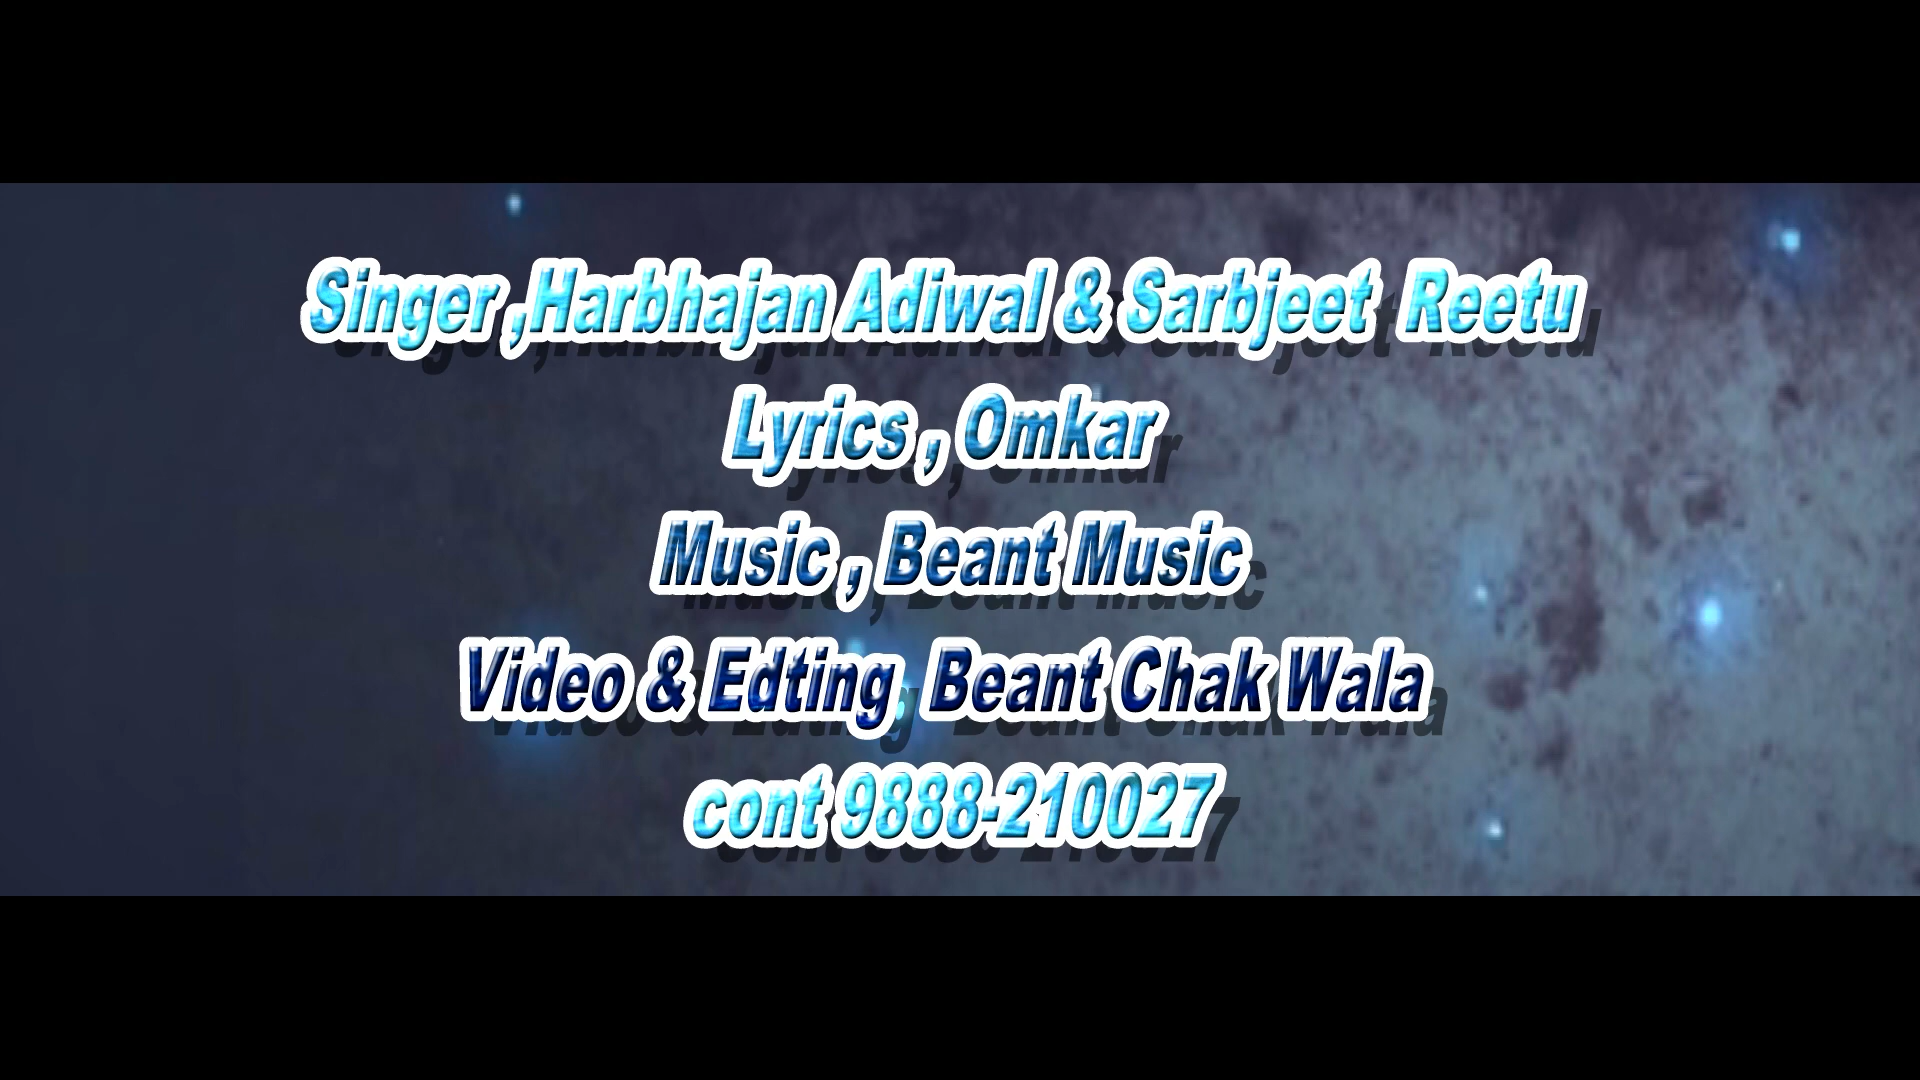 Singer ,Harbhajan Adiwal & Sarbjeet Reetu
Lyrics , Omkar
Music , Beant Music
Video & Edting Beant Chak Wala
cont 9888-210027